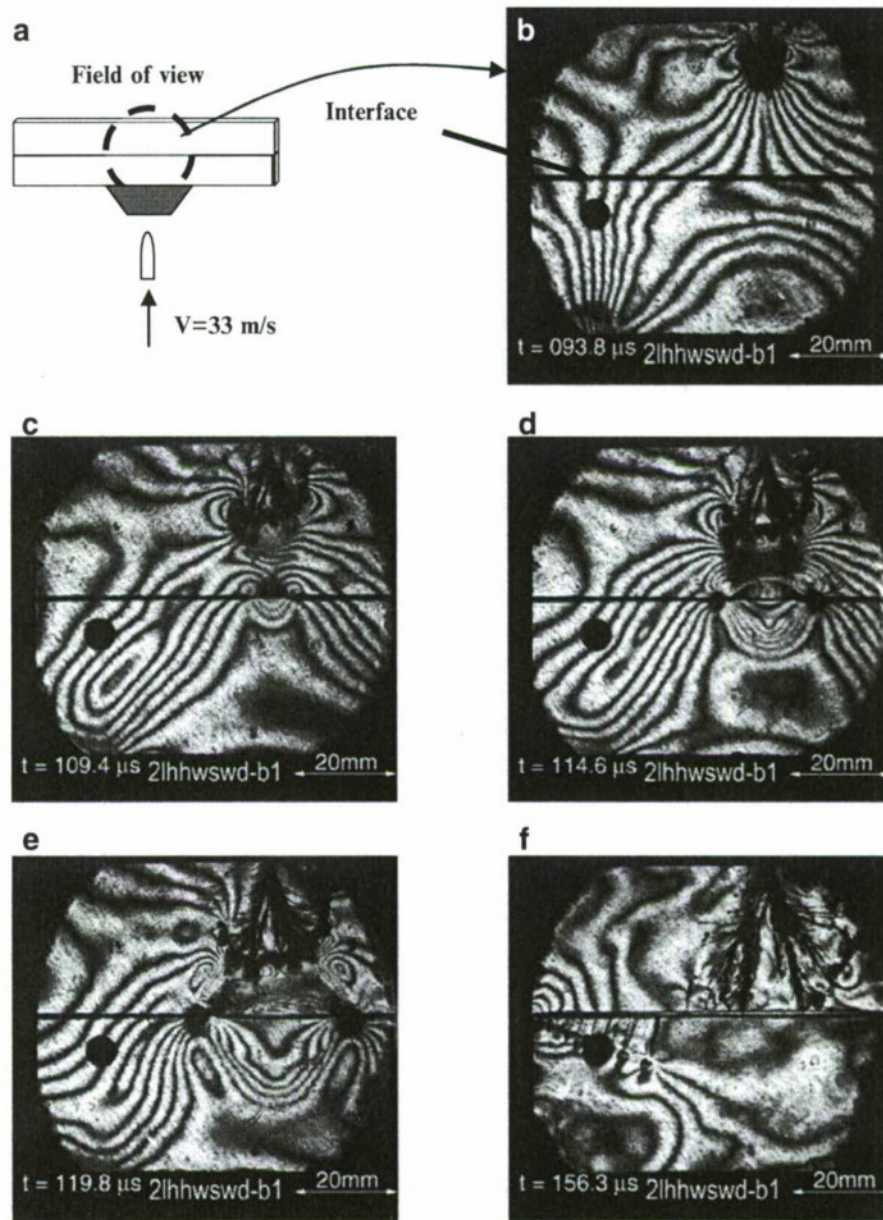 a
Field of view
Interface
V=33 m/s
b
t = 093.8 μs 2lhhwswd-b1 20mm
c
t = 109.4 μs 2lhhwswd-b1 20mm
d
t = 114.6 μs 2lhhwswd-b1 20mm
e
t = 119.8 μs 2lhhwswd-b1 20mm
f
t = 156.3 μs 2lhhwswd-b1 20mm